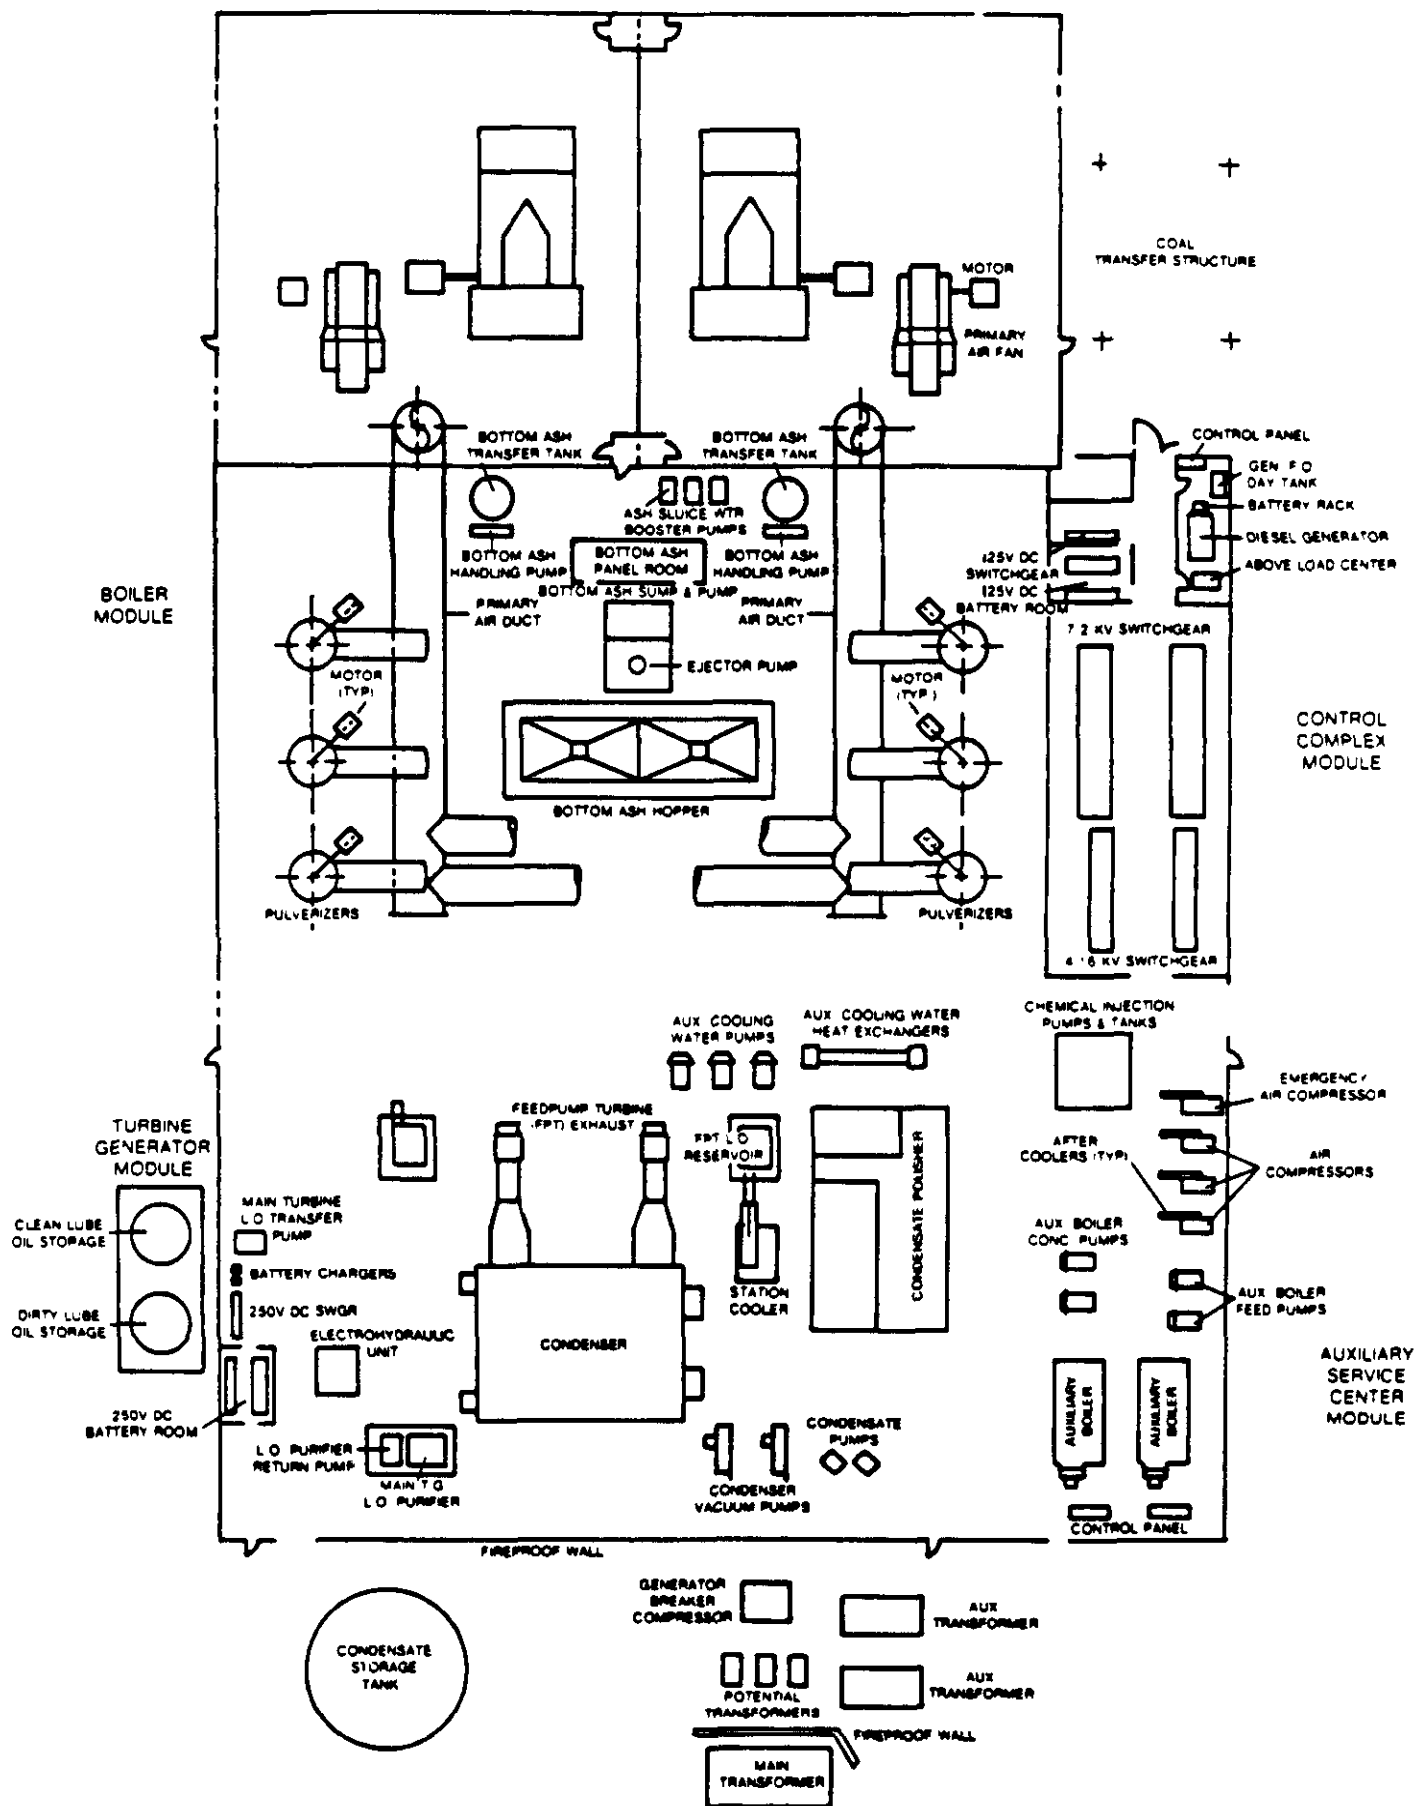 COAL
TRANSFER STRUCTURE
MOTOR
PRIMARY
AIR FAN
BOTTOM ASH
TRANSFER TANK
BOTTOM ASH
TRANSFER TANK
CONTROL PANEL
GEN. F O
DAY TANK
BATTERY RACK
DIESEL GENERATOR
ABOVE LOAD CENTER
ASH SLUICE WTR
BOOSTER PUMPS
BOTTOM ASH
HANDLING PUMP
BOTTOM ASH
PANEL ROOM
BOTTOM ASH
HANDLING PUMP
BOTTOM ASH SUMP & PUMP
125V DC
SWITCHGEAR
125V DC
BATTERY ROOM
BOILER
MODULE
PRIMARY
AIR DUCT
PRIMARY
AIR DUCT
7.2 KV SWITCHGEAR
EJECTOR PUMP
MOTOR
(TYP)
MOTOR
(TYP.)
CONTROL
COMPLEX
MODULE
BOTTOM ASH HOPPER
PULVERIZERS
PULVERIZERS
4.16 KV SWITCHGEAR
CHEMICAL INJECTION
PUMPS & TANKS
AUX. COOLING
WATER PUMPS
AUX COOLING WATER
HEAT EXCHANGERS
EMERGENCY
AIR COMPRESSOR
TURBINE
GENERATOR
MODULE
FEEDPUMP TURBINE
(FPT) EXHAUST
FPT L O
RESERVOIR
CONDENSATE POLISHER
AFTER
COOLERS (TYP)
AIR
COMPRESSORS
CLEAN LUBE
OIL STORAGE
MAIN TURBINE
L O TRANSFER
PUMP
AUX BOILER
CONC. PUMPS
BATTERY CHARGERS
STATION
COOLER
AUX BOILER
FEED PUMPS
DIRTY LUBE
OIL STORAGE
250V DC SWGR
ELECTROHYDRAULIC
UNIT
CONDENSER
AUXILIARY
SERVICE
CENTER
MODULE
250V DC
BATTERY ROOM
AUXILIARY
BOILER
AUXILIARY
BOILER
L O PURIFIER
RETURN PUMP
MAIN T G
L O PURIFIER
CONDENSATE
PUMPS
CONDENSER
VACUUM PUMPS
CONTROL PANEL
FIREPROOF WALL
GENERATOR
BREAKER
COMPRESSOR
AUX
TRANSFORMER
CONDENSATE
STORAGE
TANK
AUX
TRANSFORMER
POTENTIAL
TRANSFORMERS
FIREPROOF WALL
MAIN
TRANSFORMER